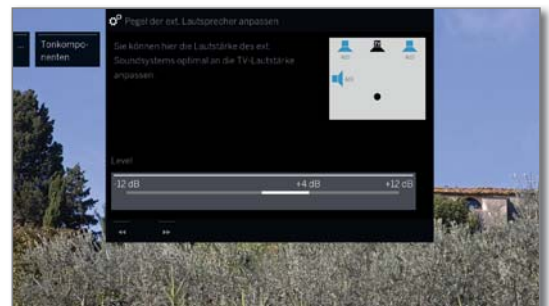 Pegel der ext. Lautsprecher anpassen
...
Tonkompo-
nenten
Sie können hier die Lautstärke des ext.
Soundsystems optimal an die TV-Lautstärke
anpassen
Level
-12 dB +4 dB +12 dB